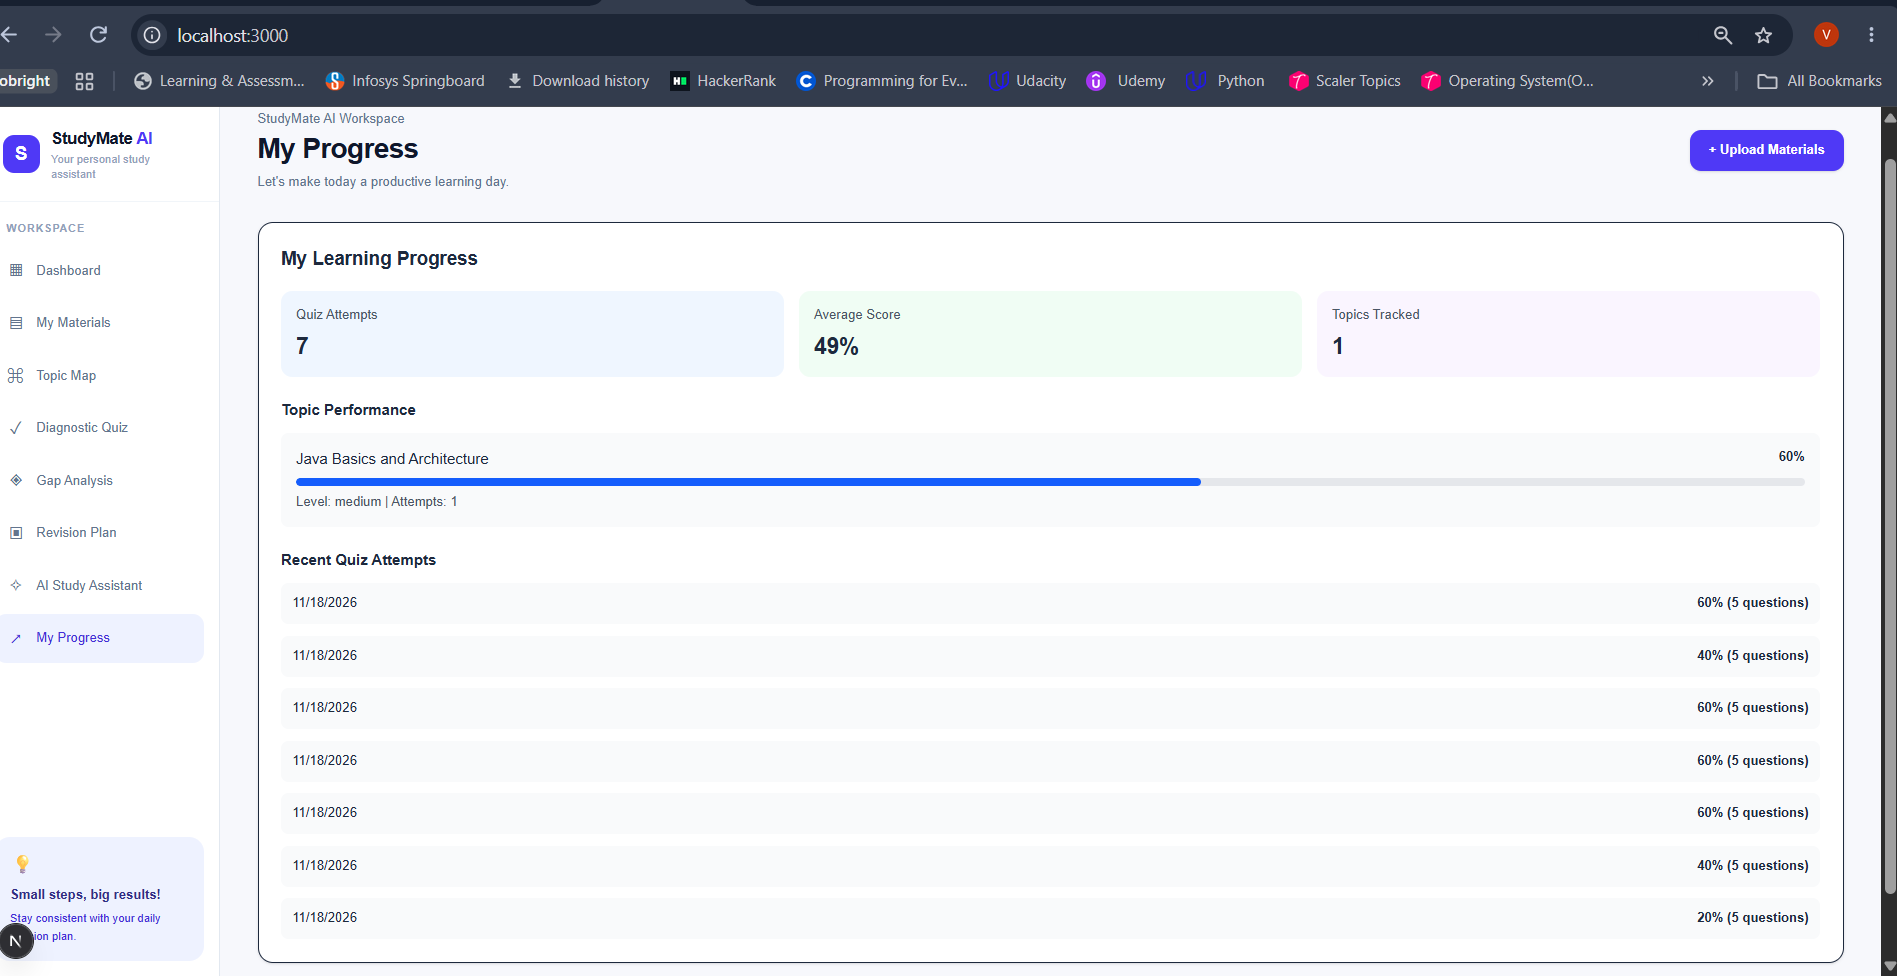 localhost:3000
obright
Learning & Assessm...
Infosys Springboard
Download history
HackerRank
Programming for Ev...
Udacity
Udemy
Python
Scaler Topics
Operating System(O...
All Bookmarks
V
S
StudyMate AI
Your personal study
assistant
WORKSPACE
Dashboard
My Materials
Topic Map
Diagnostic Quiz
Gap Analysis
Revision Plan
AI Study Assistant
My Progress
Small steps, big results!
Stay consistent with your daily
ion plan.
N
StudyMate AI Workspace
My Progress
Let's make today a productive learning day.
+ Upload Materials
My Learning Progress
Quiz Attempts
7
Average Score
49%
Topics Tracked
1
Topic Performance
Java Basics and Architecture
60%
Level: medium | Attempts: 1
Recent Quiz Attempts
11/18/2026 60% (5 questions)
11/18/2026 40% (5 questions)
11/18/2026 60% (5 questions)
11/18/2026 60% (5 questions)
11/18/2026 60% (5 questions)
11/18/2026 40% (5 questions)
11/18/2026 20% (5 questions)